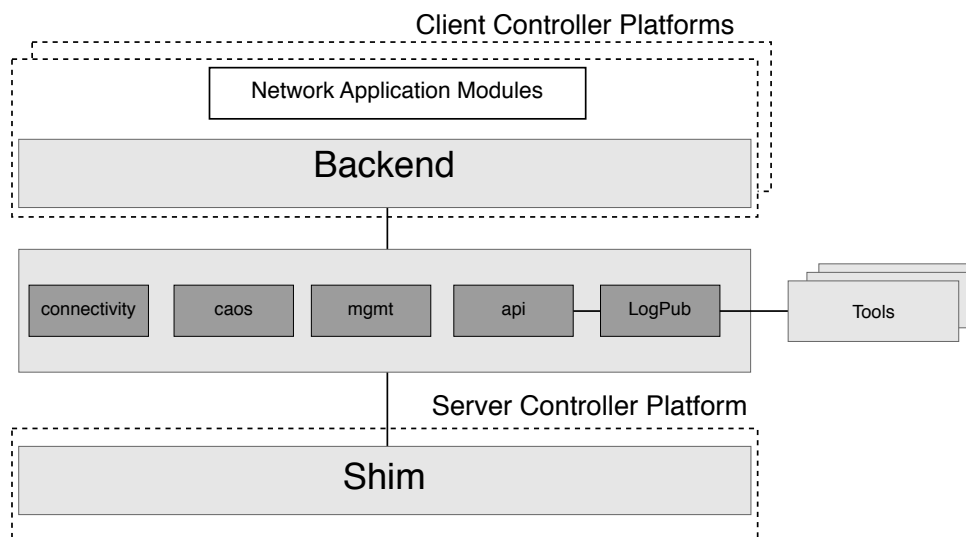 Client Controller Platforms
Network Application Modules
Backend
connectivity
caos
mgmt
api
LogPub
Tools
Server Controller Platform
Shim